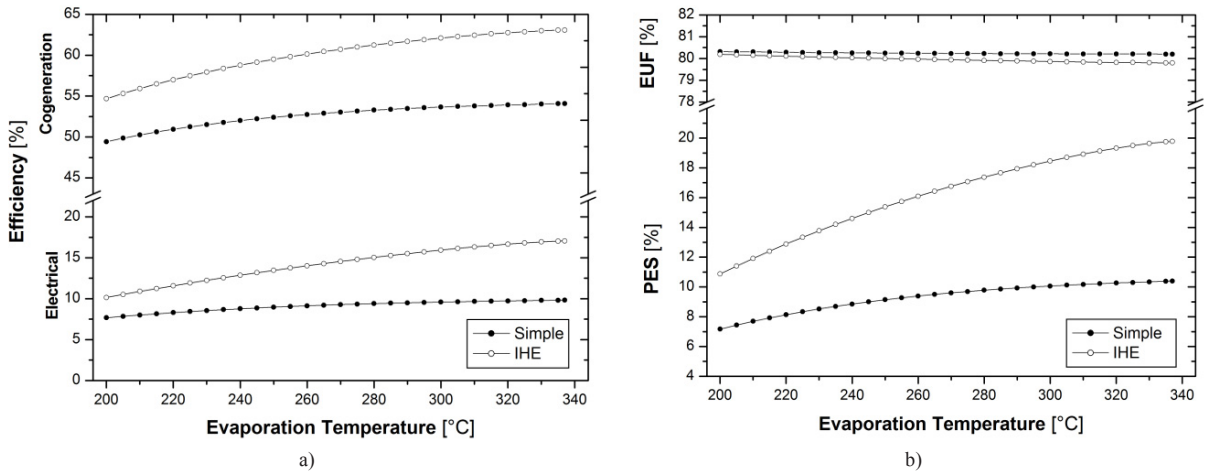 Efficiency [%]
Cogeneration
65
60
55
50
45
Electrical
20
15
10
5
0
Simple
IHE
200 220 240 260 280 300 320 340
Evaporation Temperature [°C]
a)
EUF [%]
82
81
80
79
78
PES [%]
20
18
16
14
12
10
8
6
4
Simple
IHE
200 220 240 260 280 300 320 340
Evaporation Temperature [°C]
b)